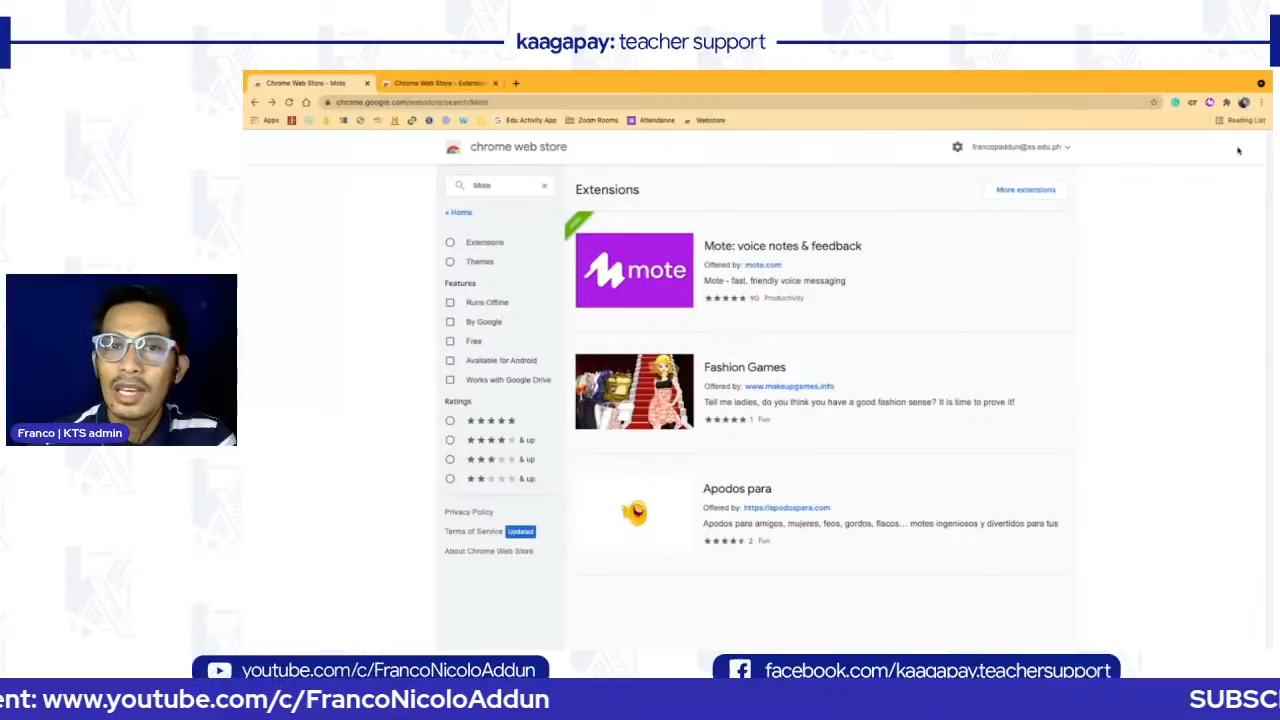 kaagapay: teacher support
Chrome Web Store - Mote
Chrome Web Store - Extension
chrome.google.com/webstore/search/Mote
Apps
Edu Activity App
Zoom Rooms
Attendance
Webstore
Reading List
chrome web store
francopaddun@xs.edu.ph
Mote
« Home
Extensions
Themes
Features
Runs Offline
By Google
Free
Available for Android
Works with Google Drive
Ratings
& up
& up
& up
Privacy Policy
Terms of Service Updated
About Chrome Web Store
Extensions
More extensions
mote
Mote: voice notes & feedback
Offered by: mote.com
Mote - fast, friendly voice messaging
90 Productivity
Fashion Games
Offered by: www.makeupgames.info
Tell me ladies, do you think you have a good fashion sense? It is time to prove it!
1 Fun
Apodos para
Offered by: https://apodospara.com
Apodos para amigos, mujeres, feos, gordos, flacos... motes ingeniosos y divertidos para tus
2 Fun
Franco | KTS admin
youtube.com/c/FrancoNicoloAddun
facebook.com/kaagapay.teachersupport
ent: www.youtube.com/c/FrancoNicoloAddun
SUBSC